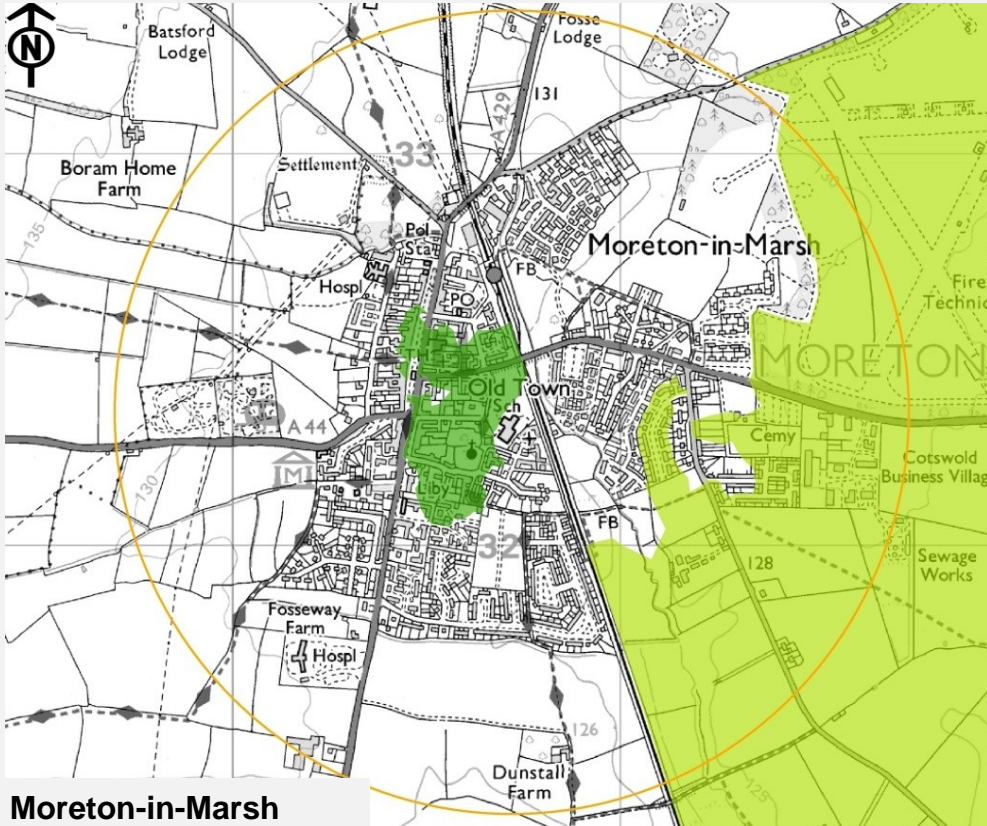 N
Batsford
Lodge
Fosse
Lodge
131
A 429
33
Boram Home
Farm
Settlement
130
135
Pol
Sta
Moreton-in-Marsh
Hospl
FB
PO
Fire
Technic
MORETON
Old Town
Sch
A 44
Cemy
M
Cotswold
Business Villag
130
Liby
FB
32
128
Sewage
Works
Fosseway
Farm
Hospl
126
Dunstall
Farm
125
Moreton-in-Marsh